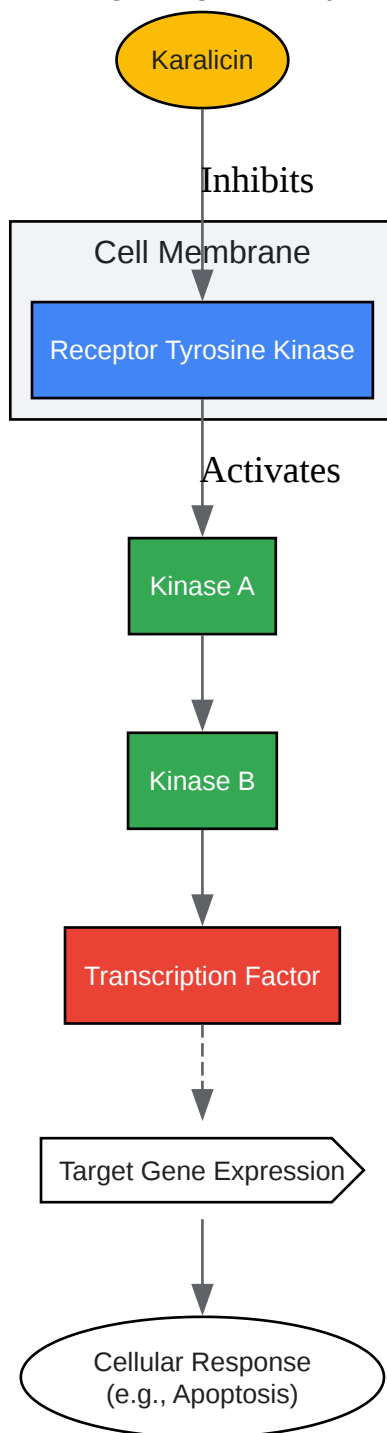 Karalicin
Inhibits
Cell Membrane
Receptor Tyrosine Kinase
Activates
Kinase A
Kinase B
Transcription Factor
Target Gene Expression
Cellular Response
(e.g., Apoptosis)